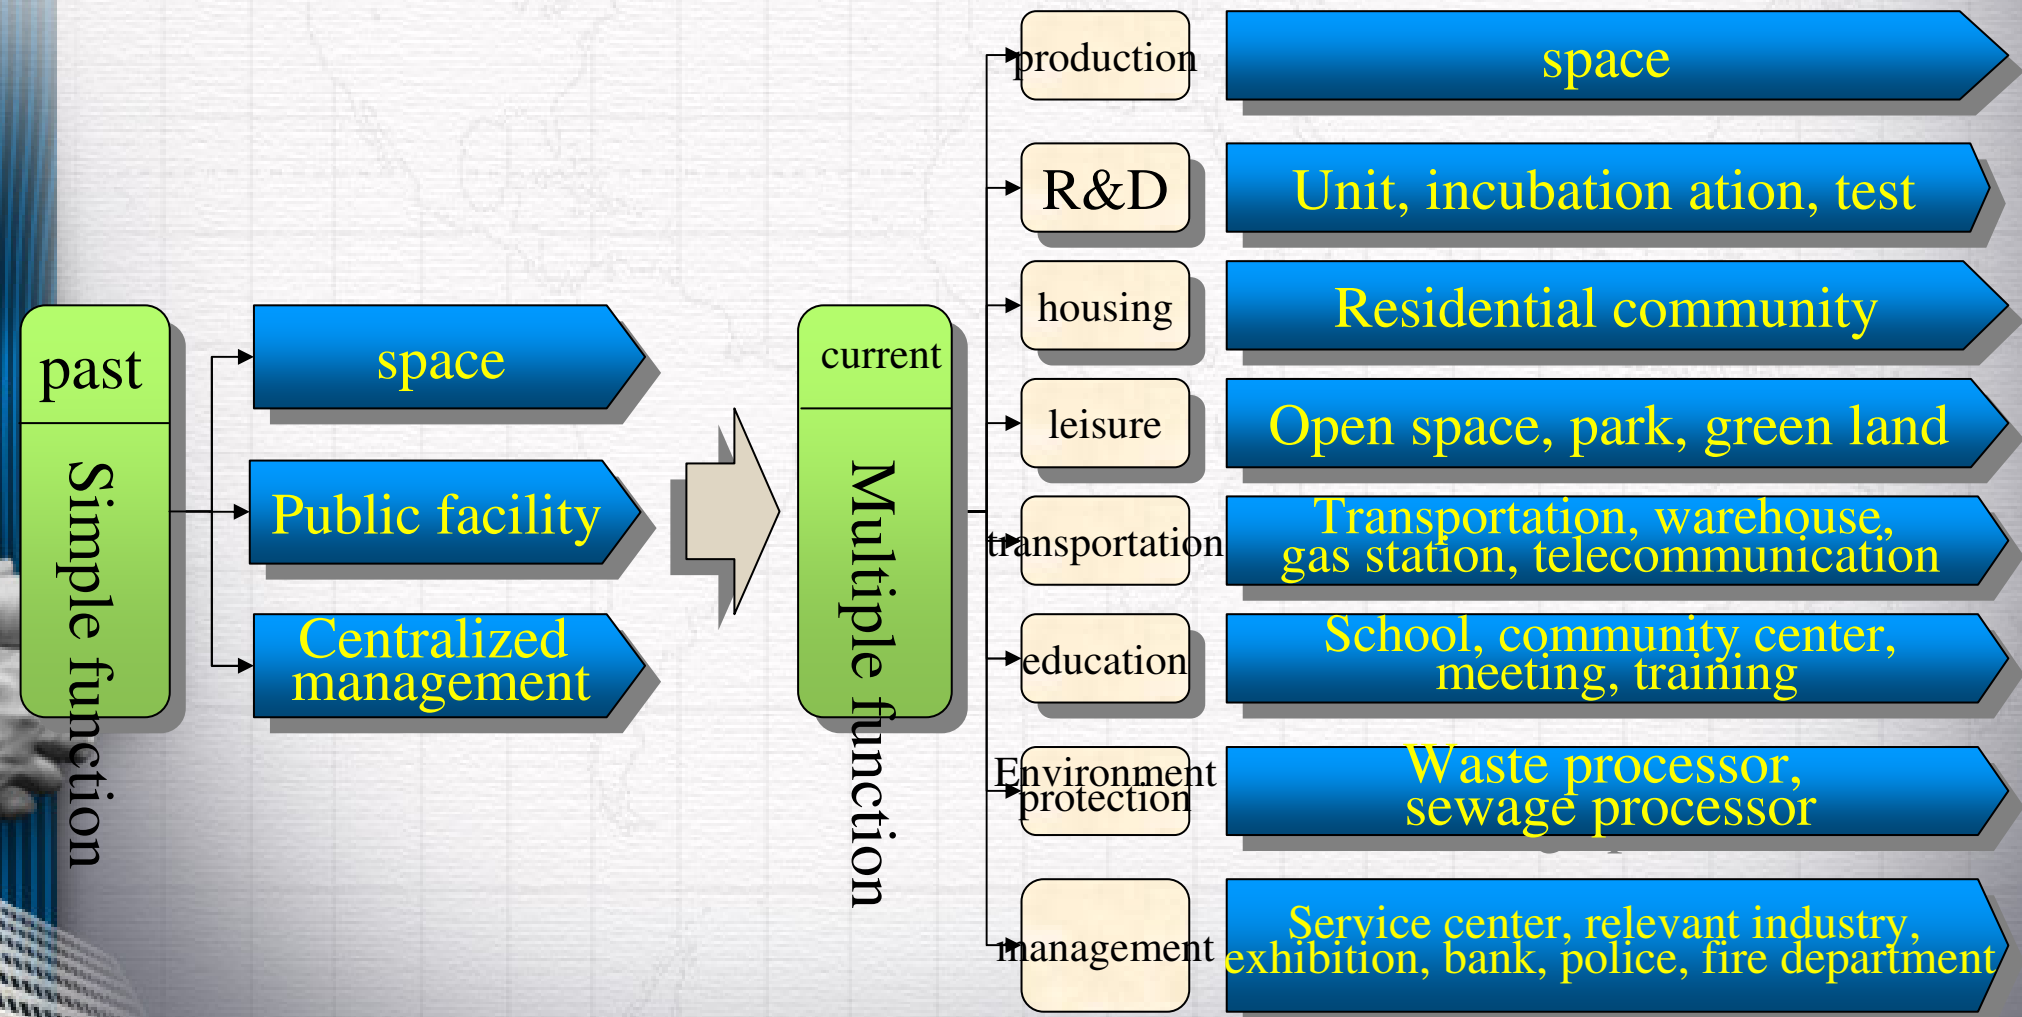 past
Simple function
space
Public facility
Centralized
management
current
Multiple function
production
space
R&D
Unit, incubation ation, test
housing
Residential community
leisure
Open space, park, green land
transportation
Transportation, warehouse,
gas station, telecommunication
education
School, community center,
meeting, training
Environment
protection
Waste processor,
sewage processor
management
Service center, relevant industry,
exhibition, bank, police, fire department